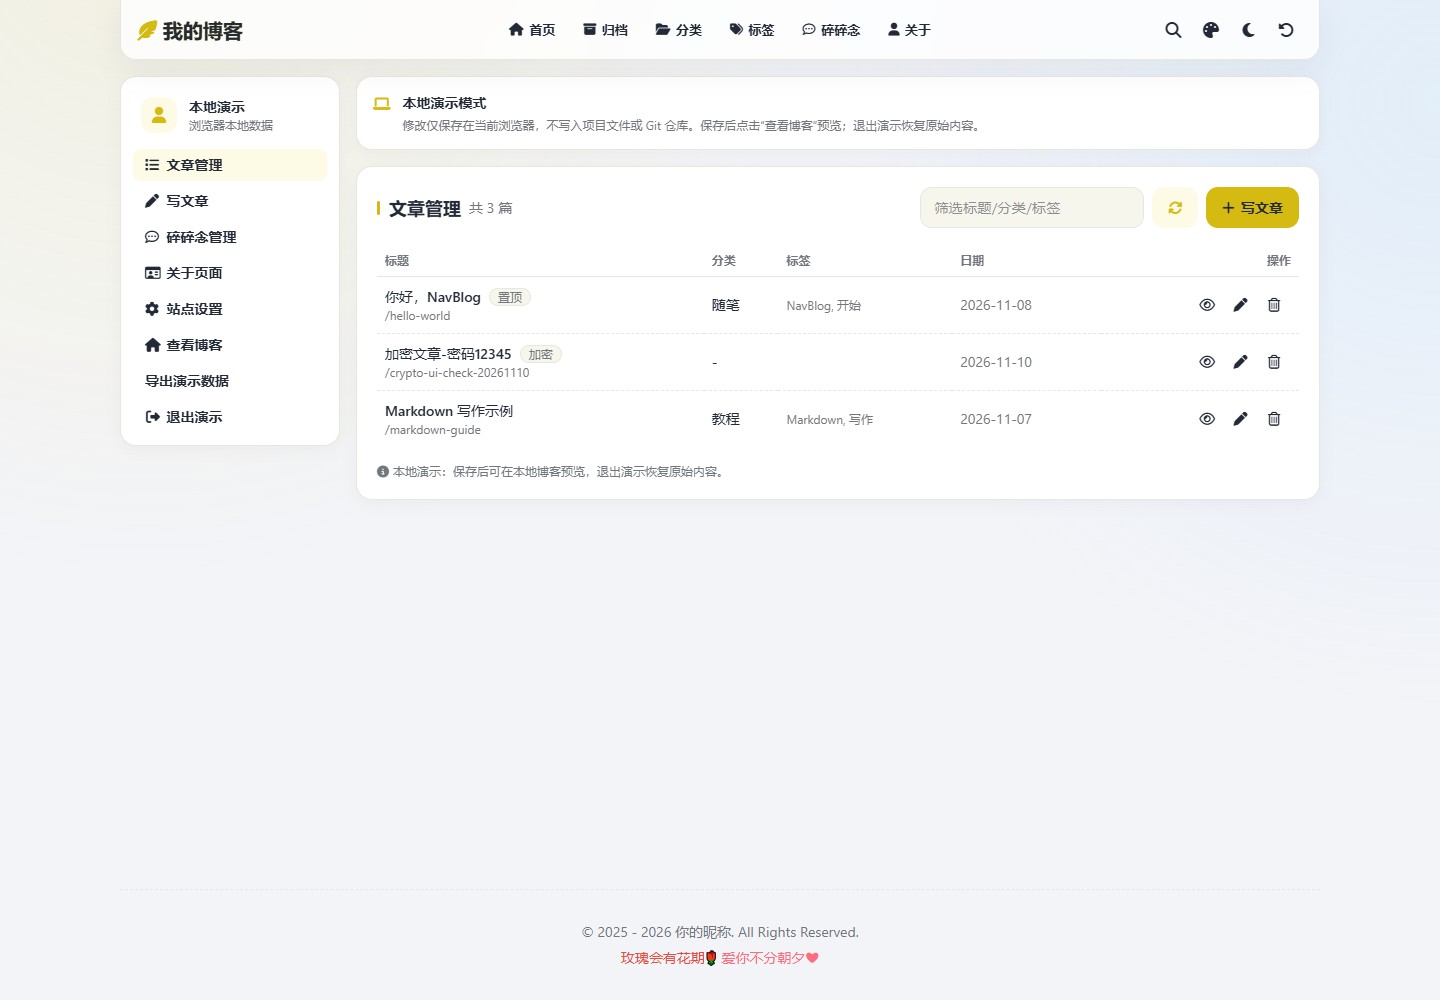 我的博客
首页 归档 分类 标签 碎碎念 关于
本地演示
浏览器本地数据
文章管理
写文章
碎碎念管理
关于页面
站点设置
查看博客
导出演示数据
退出演示
本地演示模式
修改仅保存在当前浏览器，不写入项目文件或 Git 仓库。保存后点击“查看博客”预览；退出演示恢复原始内容。
文章管理 共 3 篇 筛选标题/分类/标签 写文章
标题 分类 标签 日期 操作
你好，NavBlog 置顶 随笔 NavBlog, 开始 2026-11-08
/hello-world
加密文章-密码12345 加密 - 2026-11-10
/crypto-ui-check-20261110
Markdown 写作示例 教程 Markdown, 写作 2026-11-07
/markdown-guide
本地演示：保存后可在本地博客预览，退出演示恢复原始内容。
© 2025 - 2026 你的昵称. All Rights Reserved.
玫瑰会有花期🌹爱你不分朝夕❤